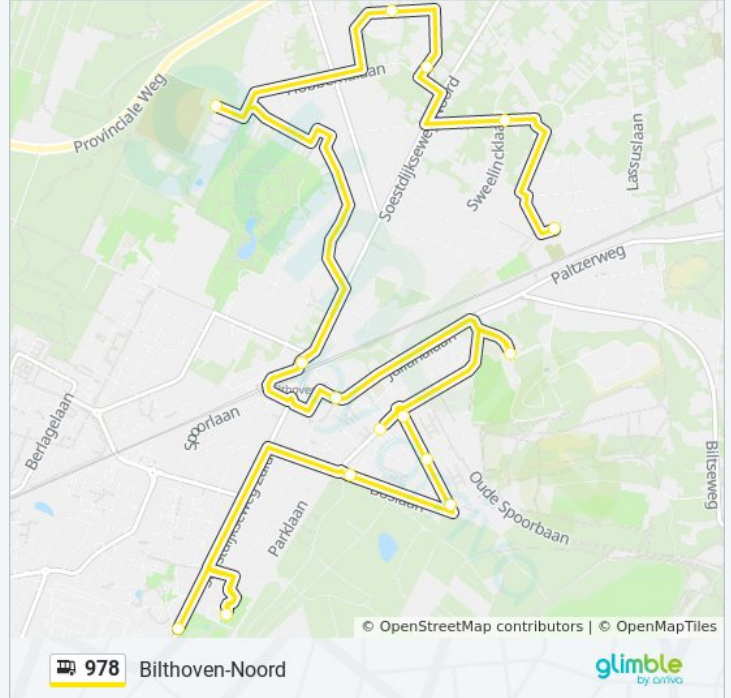 Provinciale Weg
Soestdijkseweg Noord
Sweelincklaan
Lassuslaan
Paltzerweg
Julianalaan
Berlagelaan
Spoorlaan
Biltseweg
Oude Spoorbaan
Parklaan
Boslaan
© OpenStreetMap contributors | © OpenMapTiles
978 Bilthoven-Noord
glimble
by arriva